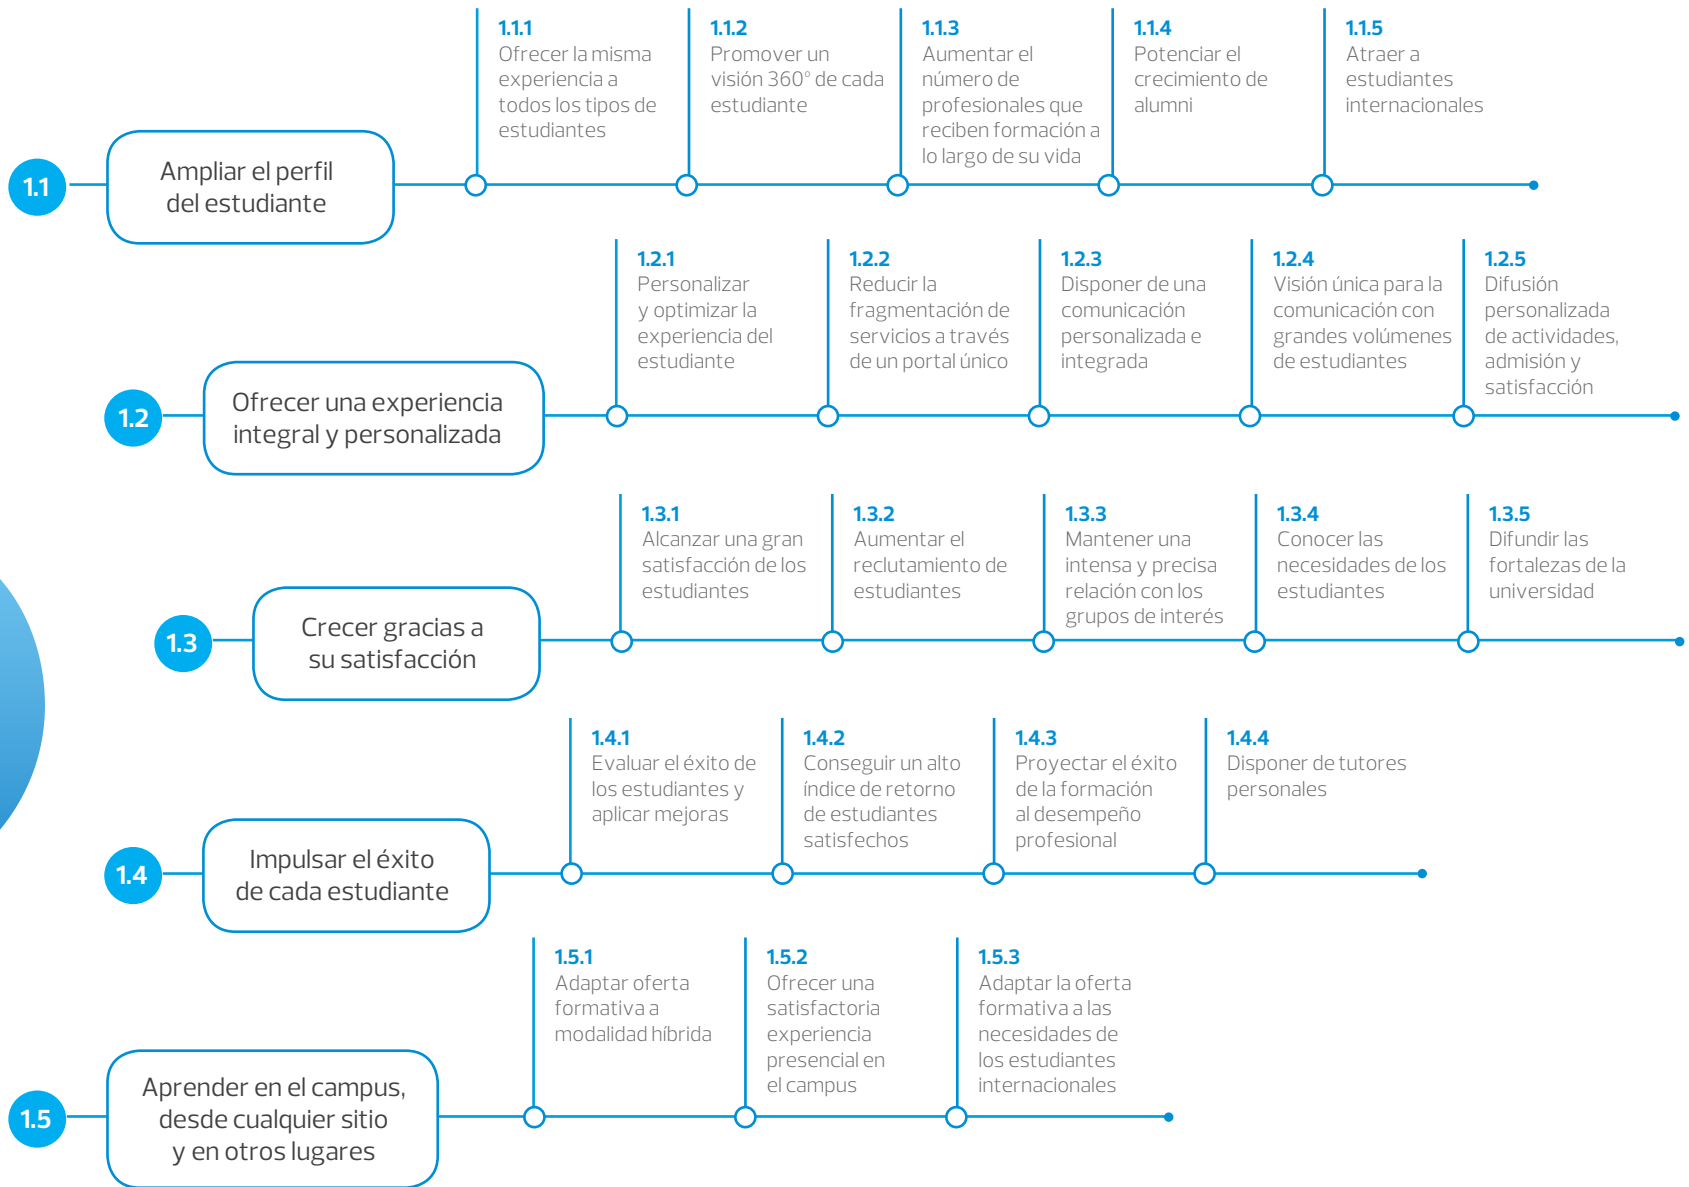 1.1
Ampliar el perfil
del estudiante
1.1.1
Ofrecer la misma
experiencia a
todos los tipos de
estudiantes
1.1.2
Promover un
visión 360º de cada
estudiante
1.1.3
Aumentar el
número de
profesionales que
reciben formación a
lo largo de su vida
1.1.4
Potenciar el
crecimiento de
alumni
1.1.5
Atraer a
estudiantes
internacionales
1.2
Ofrecer una experiencia
integral y personalizada
1.2.1
Personalizar
y optimizar la
experiencia del
estudiante
1.2.2
Reducir la
fragmentación de
servicios a través
de un portal único
1.2.3
Disponer de una
comunicación
personalizada e
integrada
1.2.4
Visión única para la
comunicación con
grandes volúmenes
de estudiantes
1.2.5
Difusión
personalizada
de actividades,
admisión y
satisfacción
1.3
Crecer gracias a
su satisfacción
1.3.1
Alcanzar una gran
satisfacción de los
estudiantes
1.3.2
Aumentar el
reclutamiento de
estudiantes
1.3.3
Mantener una
intensa y precisa
relación con los
grupos de interés
1.3.4
Conocer las
necesidades de los
estudiantes
1.3.5
Difundir las
fortalezas de la
universidad
1.4
Impulsar el éxito
de cada estudiante
1.4.1
Evaluar el éxito de
los estudiantes y
aplicar mejoras
1.4.2
Conseguir un alto
índice de retorno
de estudiantes
satisfechos
1.4.3
Proyectar el éxito
de la formación
al desempeño
profesional
1.4.4
Disponer de tutores
personales
1.5
Aprender en el campus,
desde cualquier sitio
y en otros lugares
1.5.1
Adaptar oferta
formativa a
modalidad híbrida
1.5.2
Ofrecer una
satisfactoria
experiencia
presencial en
el campus
1.5.3
Adaptar la oferta
formativa a las
necesidades de
los estudiantes
internacionales